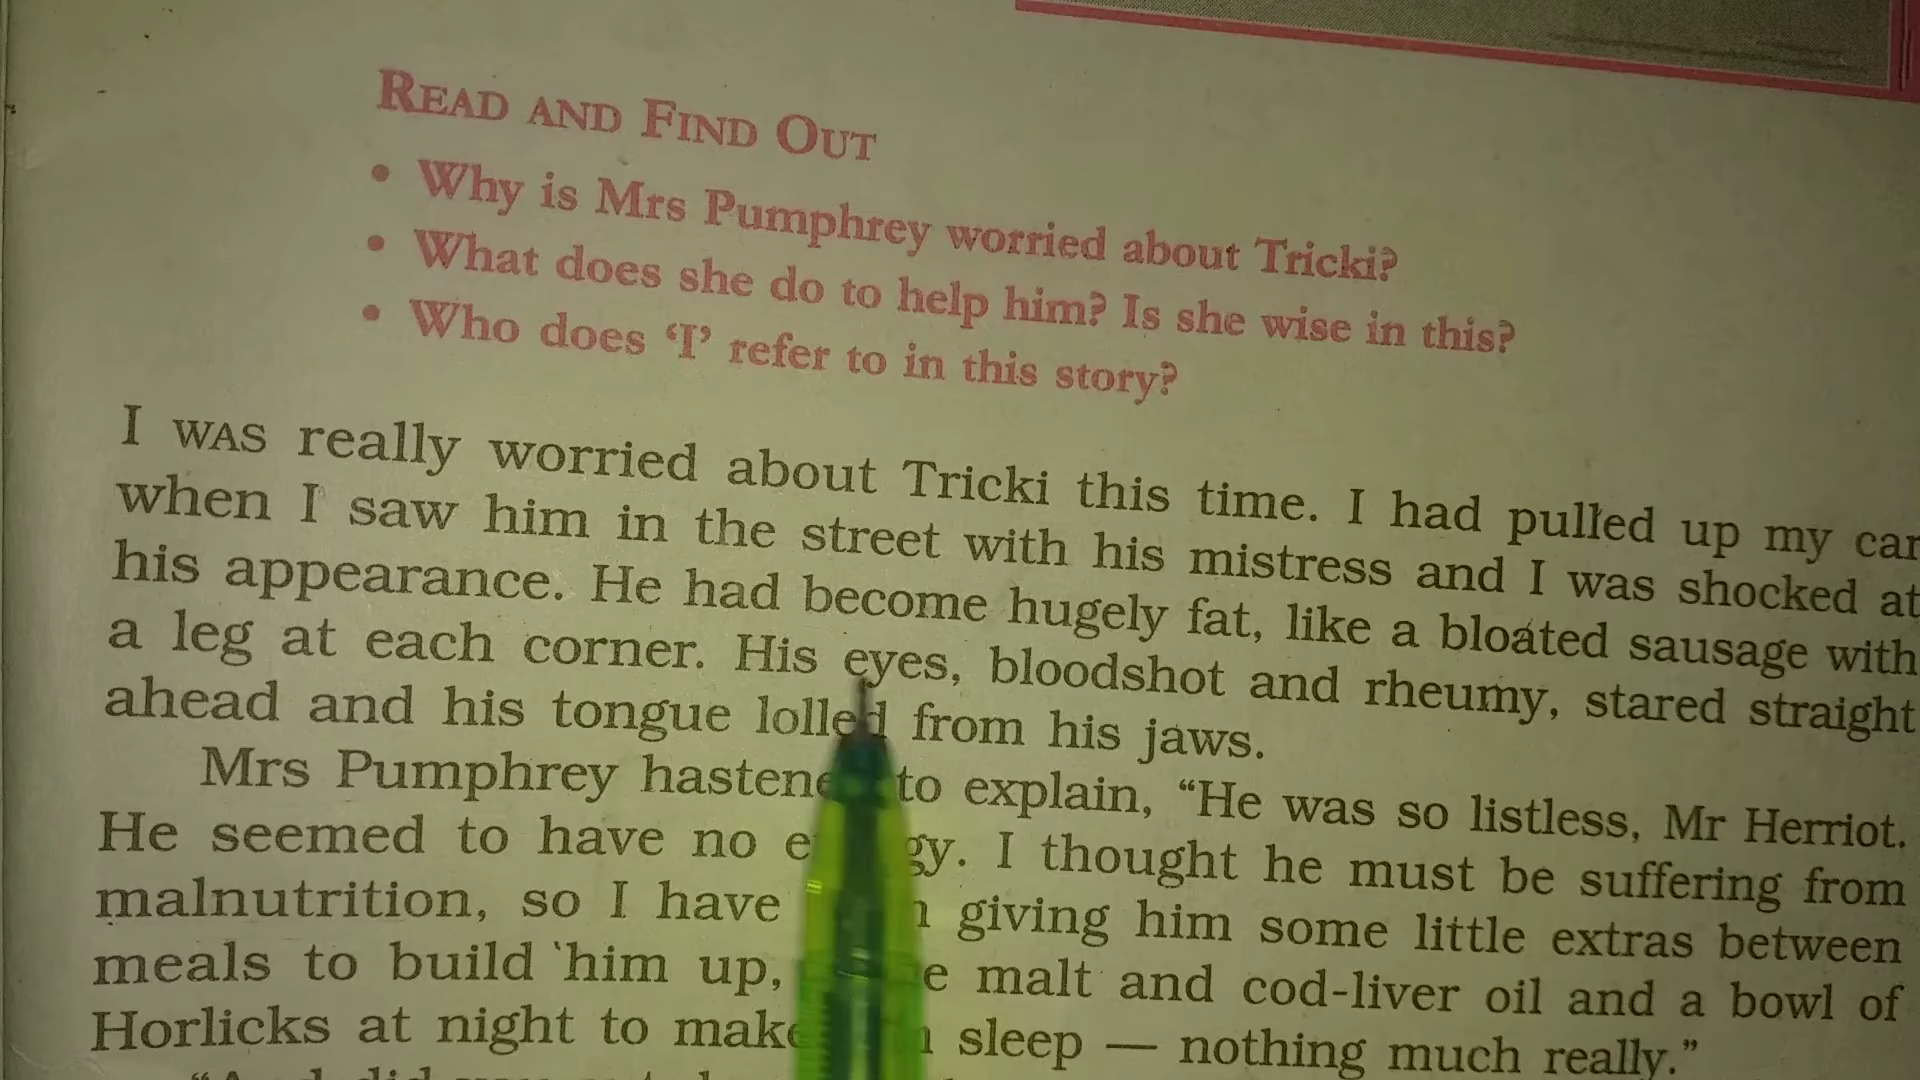 READ AND FIND OUT
• Why is Mrs Pumphrey worried about Tricki?
• What does she do to help him? Is she wise in this?
• Who does ‘I’ refer to in this story?
I WAS really worried about Tricki this time. I had pulled up my car
when I saw him in the street with his mistress and I was shocked at
his appearance. He had become hugely fat, like a bloated sausage with
a leg at each corner. His eyes, bloodshot and rheumy, stared straight
ahead and his tongue lolled from his jaws.
Mrs Pumphrey hastened to explain, “He was so listless, Mr Herriot.
He seemed to have no energy. I thought he must be suffering from
malnutrition, so I have giving him some little extras between
meals to build him up, malt and cod-liver oil and a bowl of
Horlicks at night to make sleep — nothing much really.”